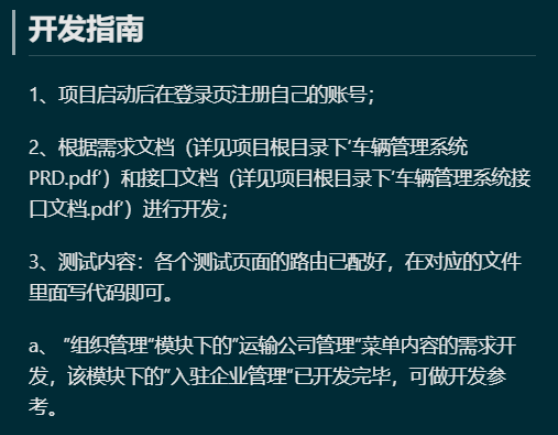 开发指南
1、项目启动后在登录页注册自己的账号；
2、根据需求文档（详见项目根目录下‘车辆管理系统
PRD.pdf’）和接口文档（详见项目根目录下‘车辆管理系统接
口文档.pdf’）进行开发；
3、测试内容：各个测试页面的路由已配好，在对应的文件
里面写代码即可。
a、 ”组织管理“模块下的”运输公司管理”菜单内容的需求开
发，该模块下的”入驻企业管理”已开发完毕，可做开发参
考。